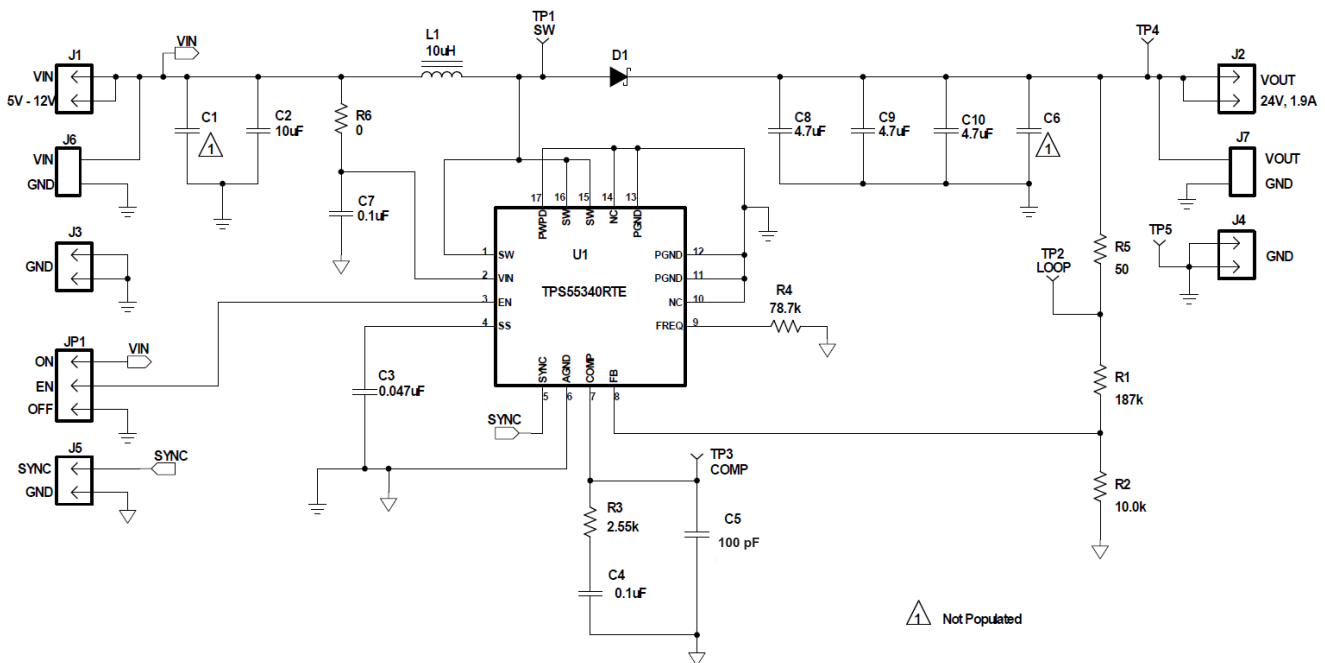 TP1
SW
TP4
VIN
L1
10uH
J1
VIN
5V - 12V
D1
J2
VOUT
24V, 1.9A
C1
1
C2
10uF
R6
0
C8
4.7uF
C9
4.7uF
C10
4.7uF
C6
1
J6
VIN
GND
J7
VOUT
GND
C7
0.1uF
17
16
15
14
13
PWPD
SW
SW
NC
PGND
J3
GND
U1
TPS55340RTE
1
SW
2
VIN
3
EN
4
SS
PGND
12
PGND
11
NC
10
FREQ
9
R4
78.7k
TP2
LOOP
R5
50
TP5
J4
GND
JP1
ON
EN
OFF
VIN
C3
0.047uF
SYNC
AGND
COMP
FB
5
6
7
8
SYNC
R1
187k
J5
SYNC
GND
SYNC
TP3
COMP
R2
10.0k
R3
2.55k
C5
100 pF
C4
0.1uF
1
Not Populated